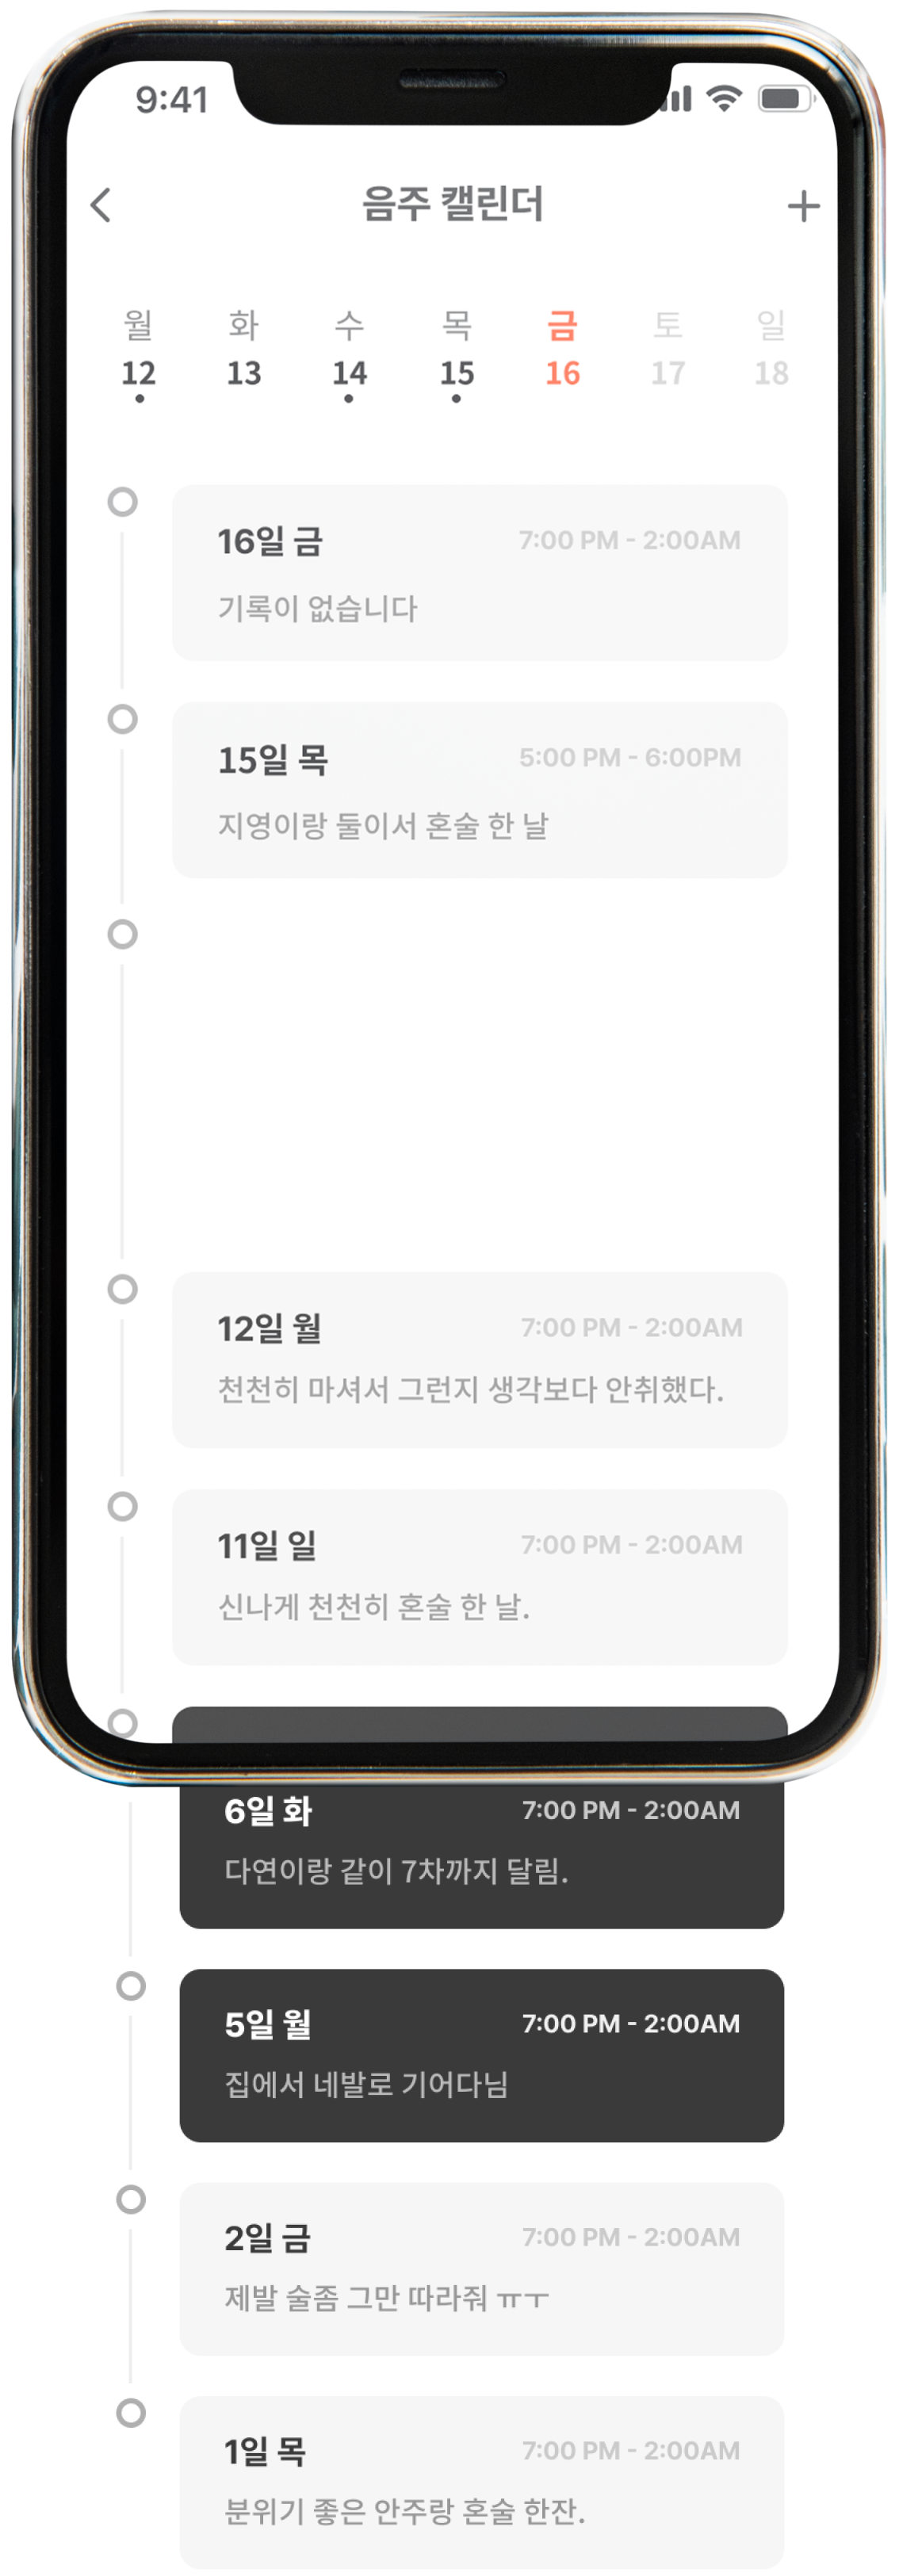 9:41
음주 캘린더
월 화 수 목 금 토 일
12 13 14 15 16 17 18
16일 금 7:00 PM - 2:00AM
기록이 없습니다
15일 목 5:00 PM - 6:00PM
지영이랑 둘이서 혼술 한 날
12일 월 7:00 PM - 2:00AM
천천히 마셔서 그런지 생각보다 안취했다.
11일 일 7:00 PM - 2:00AM
신나게 천천히 혼술 한 날.
6일 화 7:00 PM - 2:00AM
다연이랑 같이 7차까지 달림.
5일 월 7:00 PM - 2:00AM
집에서 네발로 기어다님
2일 금 7:00 PM - 2:00AM
제발 술좀 그만 따라줘 ㅠㅜ
1일 목 7:00 PM - 2:00AM
분위기 좋은 안주랑 혼술 한잔.